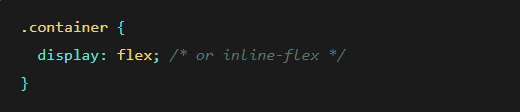 .container {
  display: flex; /* or inline-flex */
}